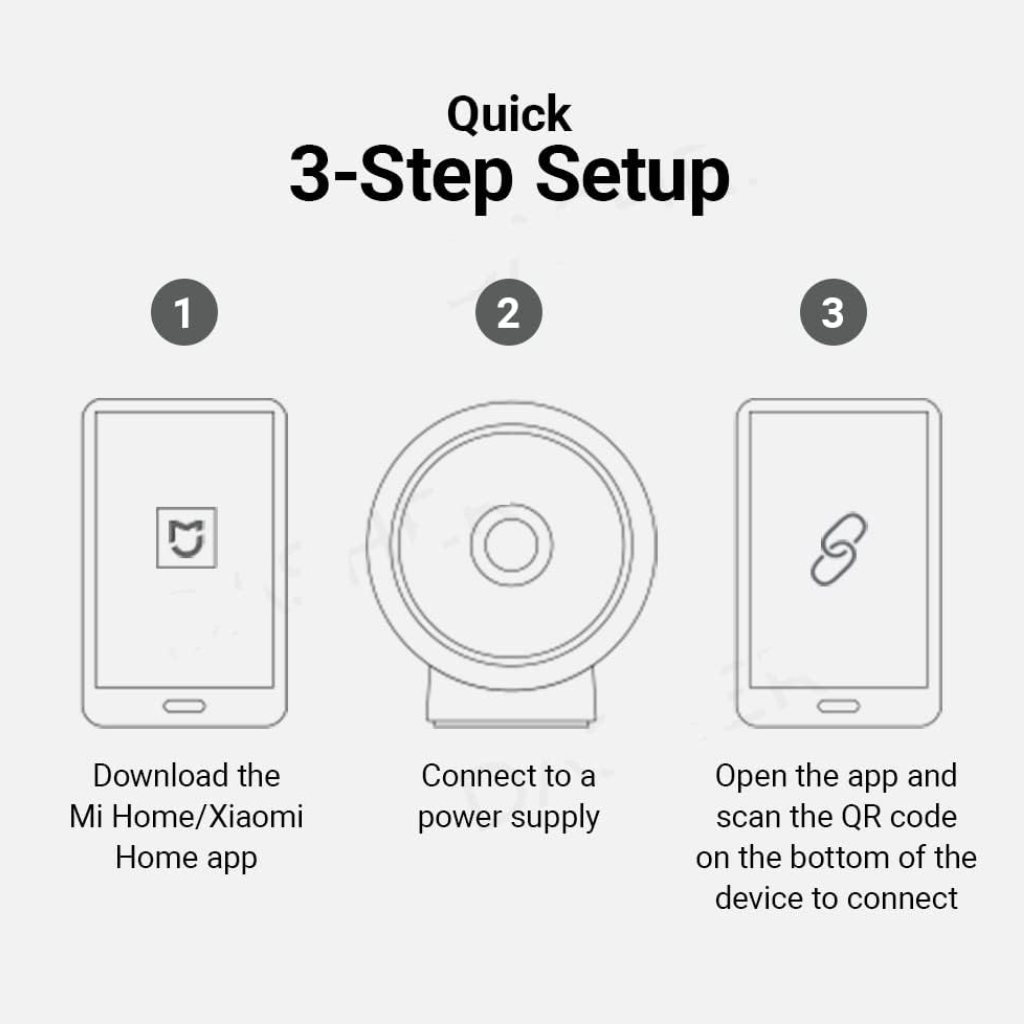 Quick
3-Step Setup
1
2
3
Download the
Mi Home/Xiaomi
Home app
Connect to a
power supply
Open the app and
scan the QR code
on the bottom of the
device to connect